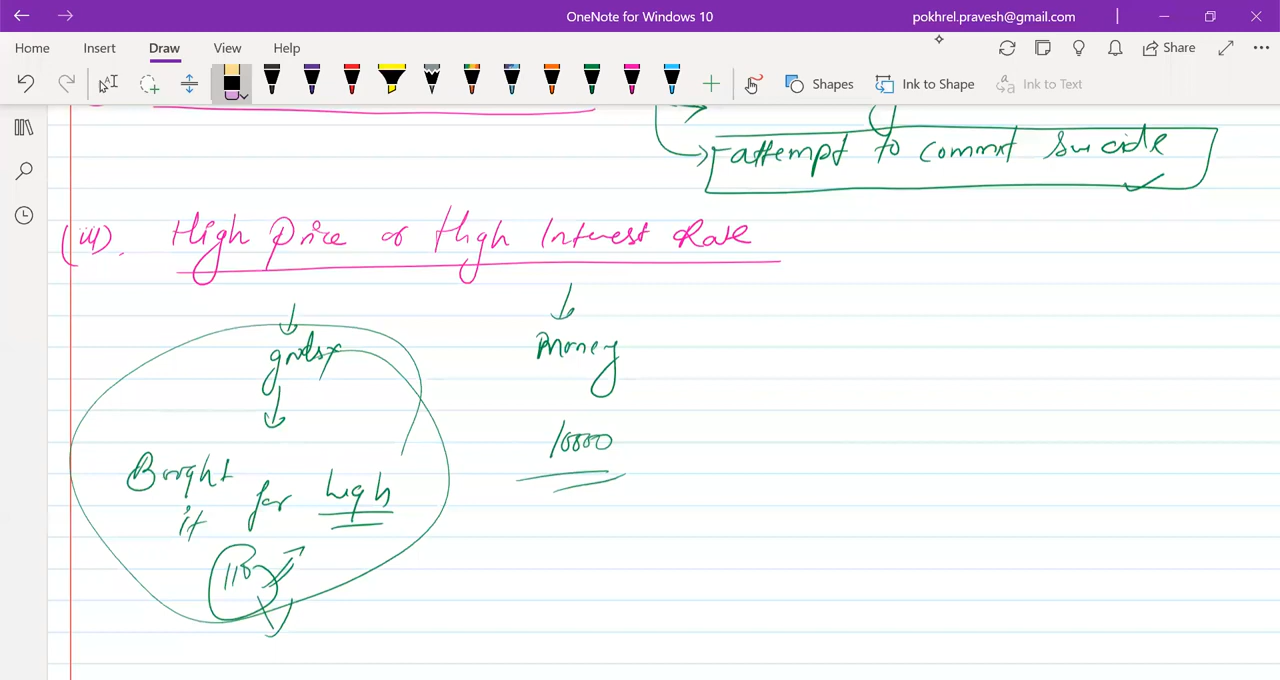 OneNote for Windows 10
pokhrel.pravesh@gmail.com
Home Insert Draw View Help
Share
Shapes Ink to Shape Ink to Text
attempt to commit suicide
(iii). High Price or High Interest Rate
goods Money
10000
Bought
it for high